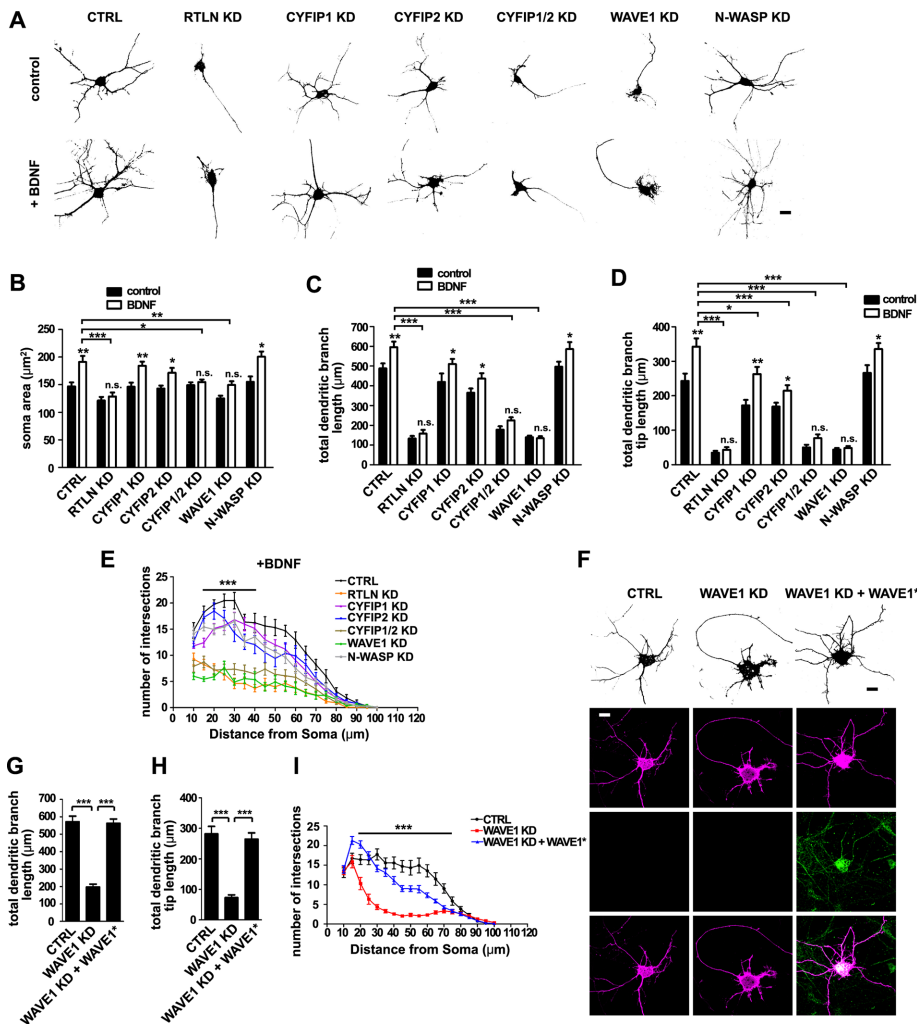 A
CTRL RTLN KD CYFIP1 KD CYFIP2 KD CYFIP1/2 KD WAVE1 KD N-WASP KD
control
+ BDNF
B
control
BDNF
**
*
***
** n.s. ** * n.s. n.s. *
soma area (µm²)
250
200
150
100
50
0
CTRL
RTLN KD
CYFIP1 KD
CYFIP2 KD
CYFIP1/2 KD
WAVE1 KD
N-WASP KD
C
control
BDNF
***
***
***
** n.s. * * n.s. n.s. *
total dendritic branch
length (µm)
700
600
500
400
300
200
100
0
CTRL
RTLN KD
CYFIP1 KD
CYFIP2 KD
CYFIP1/2 KD
WAVE1 KD
N-WASP KD
D
control
BDNF
***
***
***
*
***
** n.s. ** * n.s. n.s. *
total dendritic branch
tip length (µm)
400
300
200
100
0
CTRL
RTLN KD
CYFIP1 KD
CYFIP2 KD
CYFIP1/2 KD
WAVE1 KD
N-WASP KD
E
+BDNF
***
number of intersections
25
20
15
10
5
0
0 10 20 30 40 50 60 70 80 90 100 110 120
Distance from Soma (µm)
CTRL
RTLN KD
CYFIP1 KD
CYFIP2 KD
CYFIP1/2 KD
WAVE1 KD
N-WASP KD
F
CTRL WAVE1 KD WAVE1 KD + WAVE1*
G
*** ***
total dendritic branch
length (µm)
700
600
500
400
300
200
100
0
CTRL
WAVE1 KD
WAVE1 KD + WAVE1*
H
*** ***
total dendritic branch
tip length (µm)
400
300
200
100
0
CTRL
WAVE1 KD
WAVE1 KD + WAVE1*
I
***
number of intersections
25
20
15
10
5
0
0 10 20 30 40 50 60 70 80 90 100 110 120
Distance from Soma (µm)
CTRL
WAVE1 KD
WAVE1 KD + WAVE1*